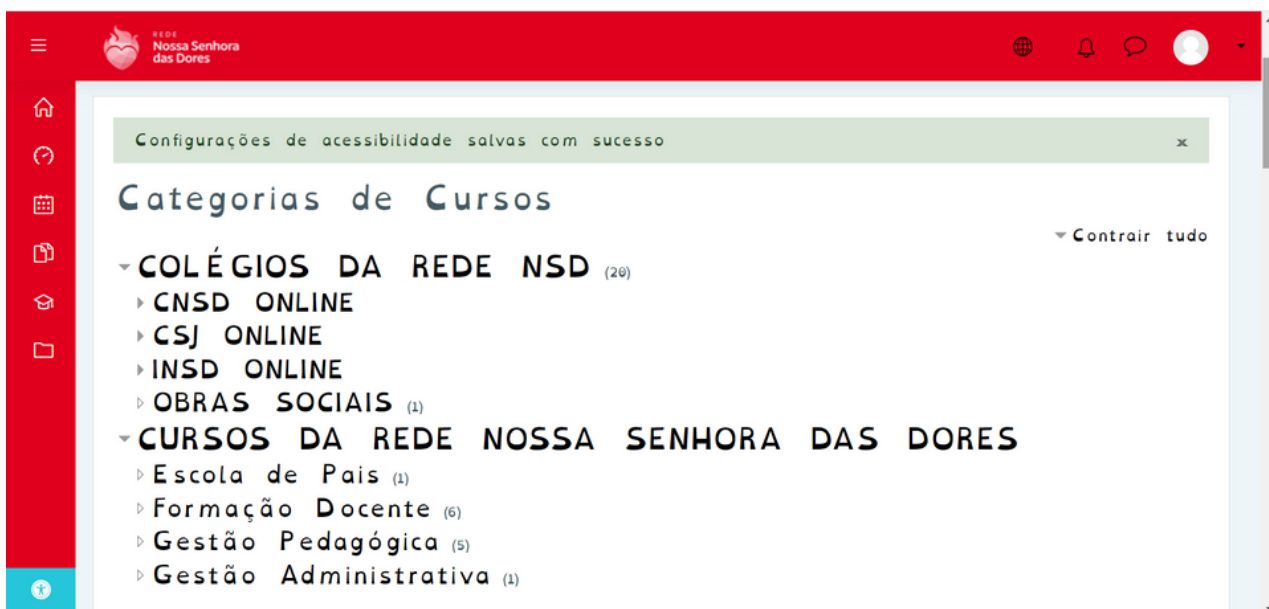 REDE
Nossa Senhora
das Dores
Configurações de acessibilidade salvas com sucesso
x
Categorias de Cursos
Contrair tudo
COLÉGIOS DA REDE NSD (20)
CNSD ONLINE
CSJ ONLINE
INSD ONLINE
OBRAS SOCIAIS (1)
CURSOS DA REDE NOSSA SENHORA DAS DORES
Escola de Pais (1)
Formação Docente (6)
Gestão Pedagógica (5)
Gestão Administrativa (1)